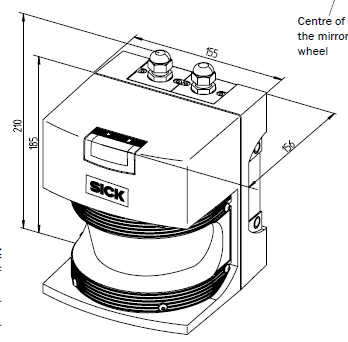 155
Centre of
the mirror
wheel
210
185
156
SICK